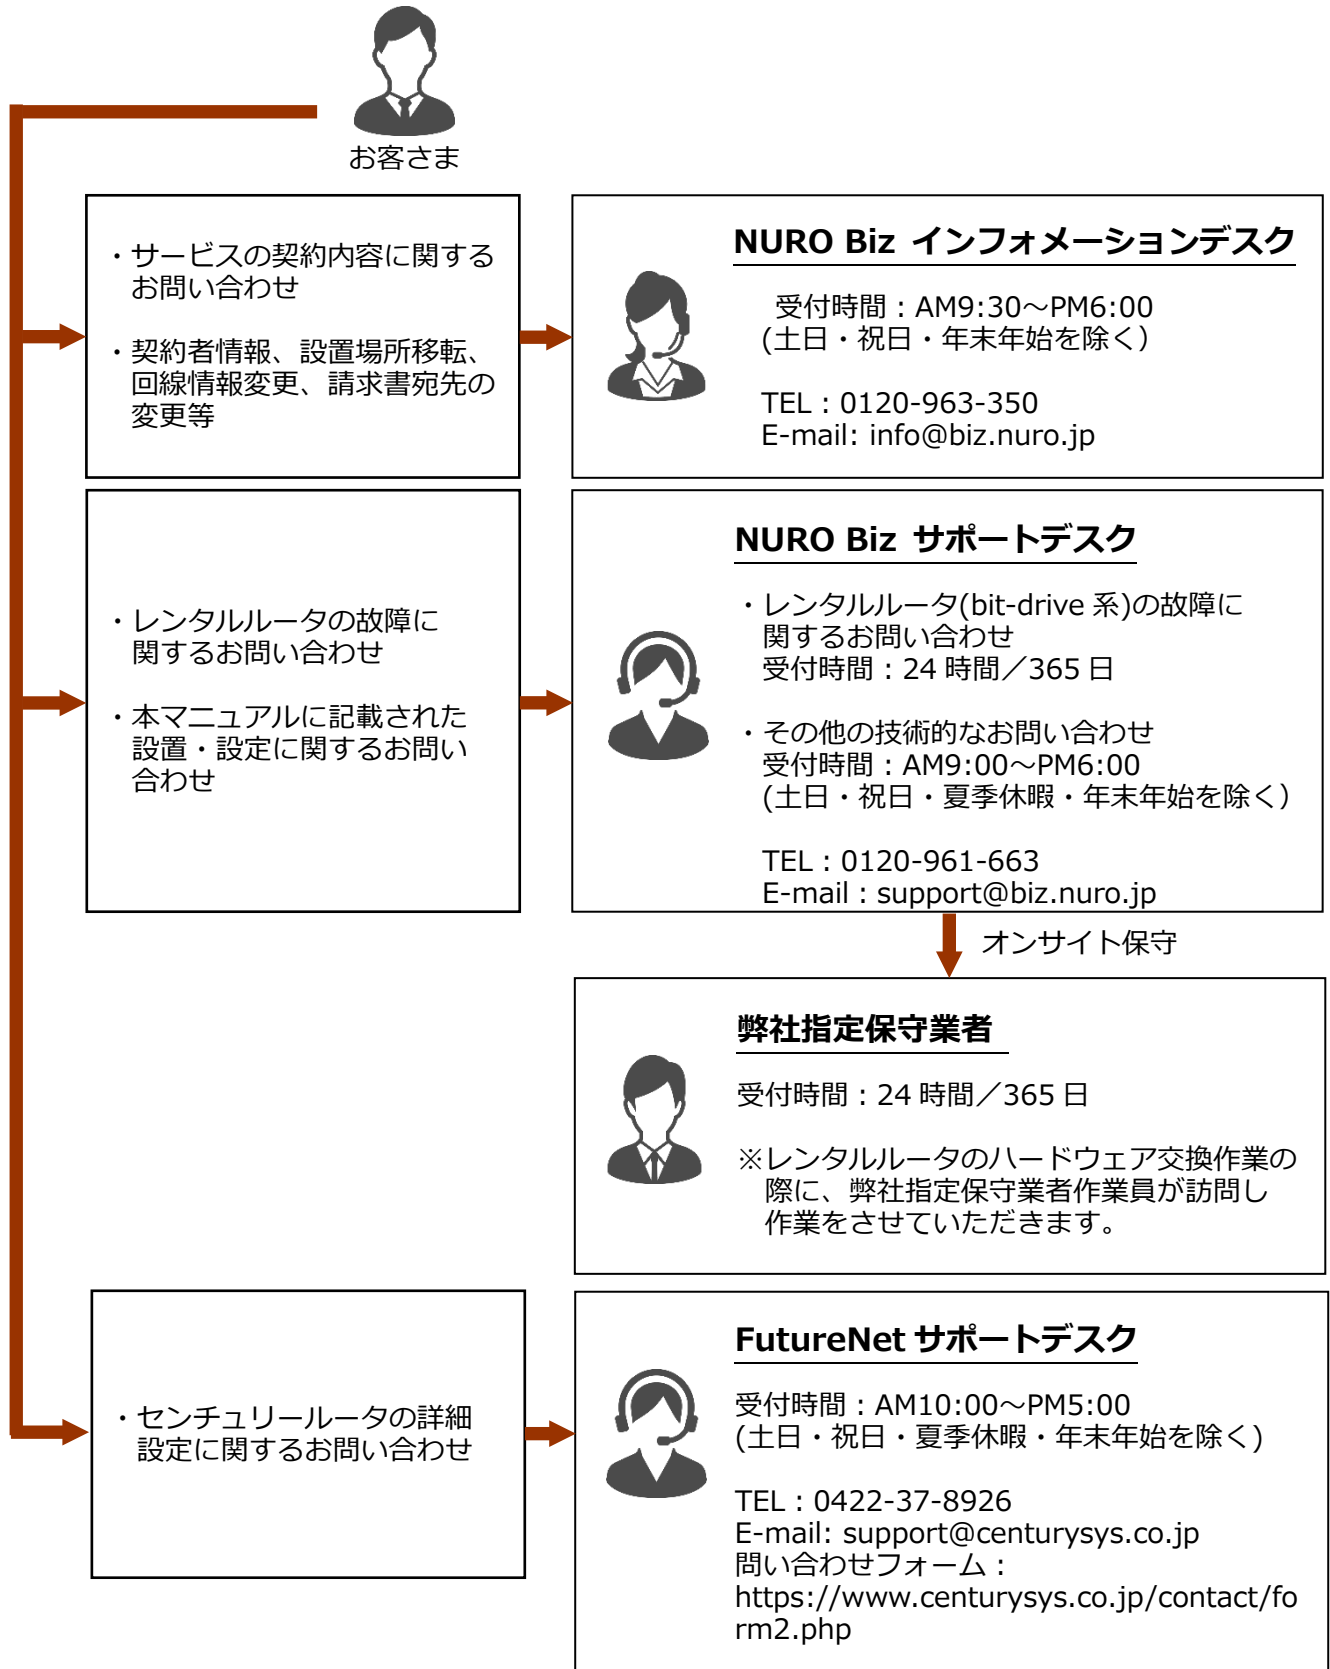 お客さま
・サービスの契約内容に関する
お問い合わせ
・契約者情報、設置場所移転、
回線情報変更、請求書宛先の
変更等
NURO Biz インフォメーションデスク
受付時間：AM9:30～PM6:00
(土日・祝日・年末年始を除く）
TEL：0120-963-350
E-mail: info@biz.nuro.jp
・レンタルルータの故障に
関するお問い合わせ
・本マニュアルに記載された
設置・設定に関するお問い
合わせ
NURO Biz サポートデスク
・レンタルルータ(bit-drive 系)の故障に
関するお問い合わせ
受付時間：24 時間／365 日
・その他の技術的なお問い合わせ
受付時間：AM9:00～PM6:00
(土日・祝日・夏季休暇・年末年始を除く）
TEL：0120-961-663
E-mail：support@biz.nuro.jp
オンサイト保守
弊社指定保守業者
受付時間：24 時間／365 日
※レンタルルータのハードウェア交換作業の
際に、弊社指定保守業者作業員が訪問し
作業をさせていただきます。
・センチュリールータの詳細
設定に関するお問い合わせ
FutureNet サポートデスク
受付時間：AM10:00～PM5:00
(土日・祝日・夏季休暇・年末年始を除く)
TEL：0422-37-8926
E-mail: support@centurysys.co.jp
問い合わせフォーム：
https://www.centurysys.co.jp/contact/fo
rm2.php